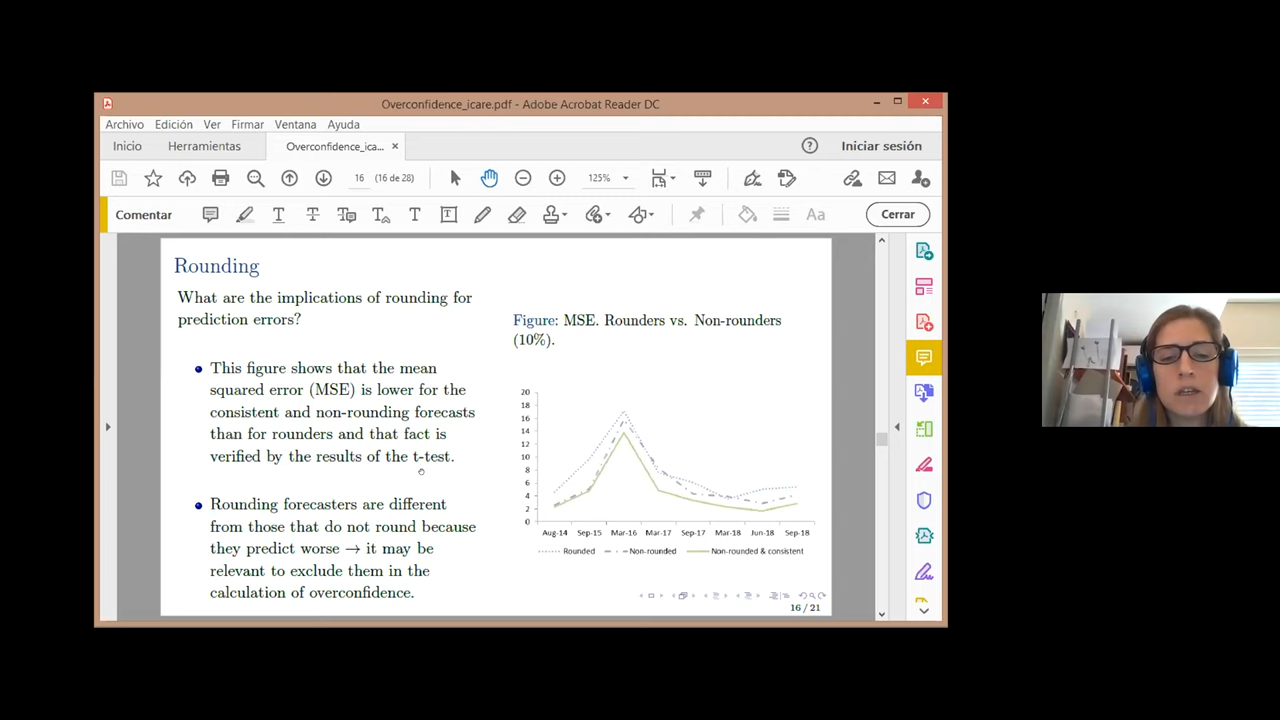 Overconfidence_icare.pdf - Adobe Acrobat Reader DC
Archivo Edición Ver Firmar Ventana Ayuda
Inicio Herramientas Overconfidence_ica... × Iniciar sesión
16 (16 de 28) 125%
Comentar Cerrar
Rounding
What are the implications of rounding for
prediction errors?
This figure shows that the mean
squared error (MSE) is lower for the
consistent and non-rounding forecasts
than for rounders and that fact is
verified by the results of the t-test.
Rounding forecasters are different
from those that do not round because
they predict worse → it may be
relevant to exclude them in the
calculation of overconfidence.
Figure: MSE. Rounders vs. Non-rounders
(10%).
20
18
16
14
12
10
8
6
4
2
0
Aug-14 Sep-15 Mar-16 Mar-17 Sep-17 Mar-18 Jun-18 Sep-18
Rounded Non-rounded Non-rounded & consistent
16 / 21